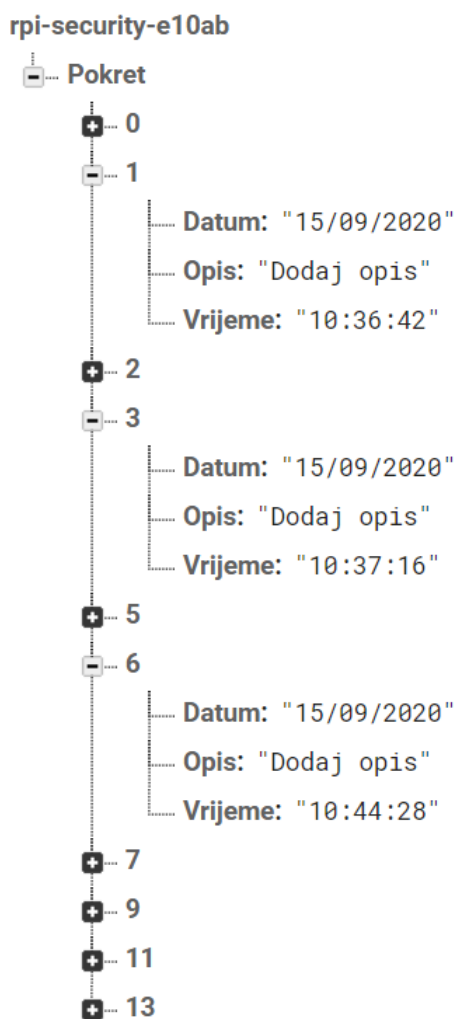 rpi-security-e10ab
Pokret
0
1
Datum: "15/09/2020"
Opis: "Dodaj opis"
Vrijeme: "10:36:42"
2
3
Datum: "15/09/2020"
Opis: "Dodaj opis"
Vrijeme: "10:37:16"
5
6
Datum: "15/09/2020"
Opis: "Dodaj opis"
Vrijeme: "10:44:28"
7
9
11
13